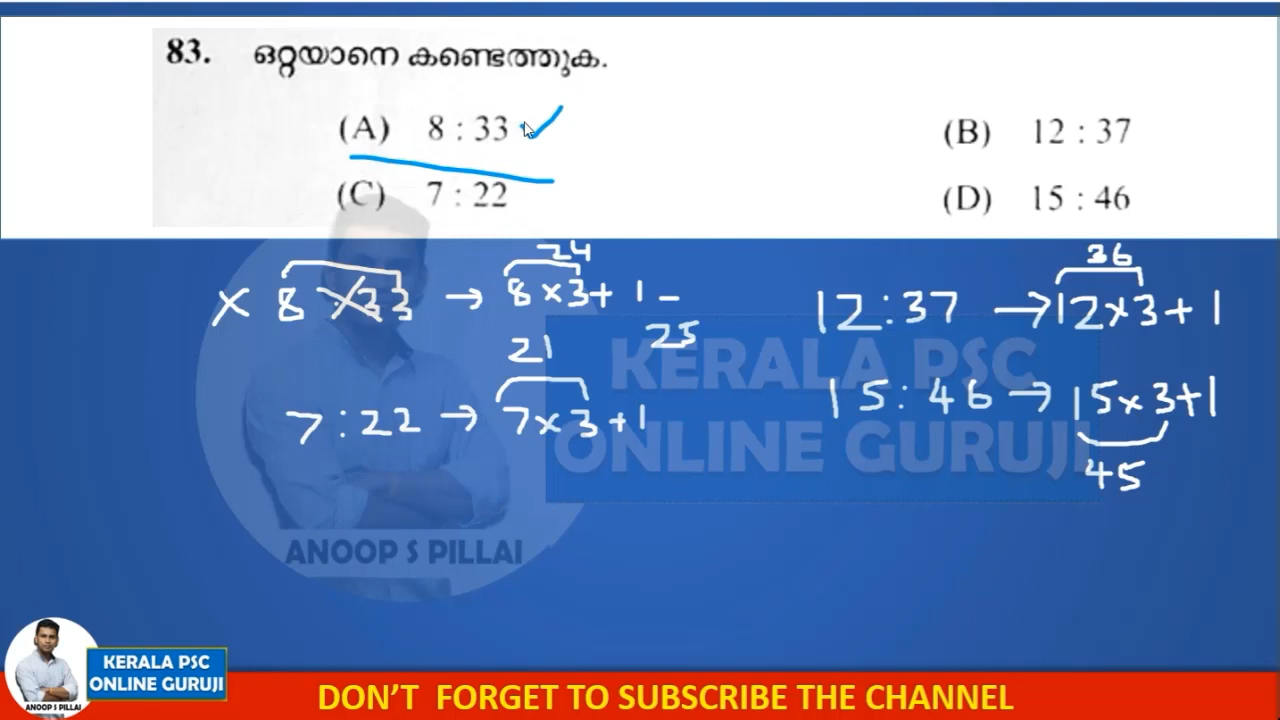 83. ഒറ്റയാനെ കണ്ടെത്തുക.
(A) 8 : 33
(B) 12 : 37
(C) 7 : 22
(D) 15 : 46
24
× 8 : 33 → 8×3+1
25
36
12:37 → 12×3+1
21
7:22 → 7×3+1
15:46 → 15×3+1
45
KERALA PSC
ONLINE GURUJI
ANOOP S PILLAI
KERALA PSC
ONLINE GURUJI
ANOOP S PILLAI
DON'T FORGET TO SUBSCRIBE THE CHANNEL